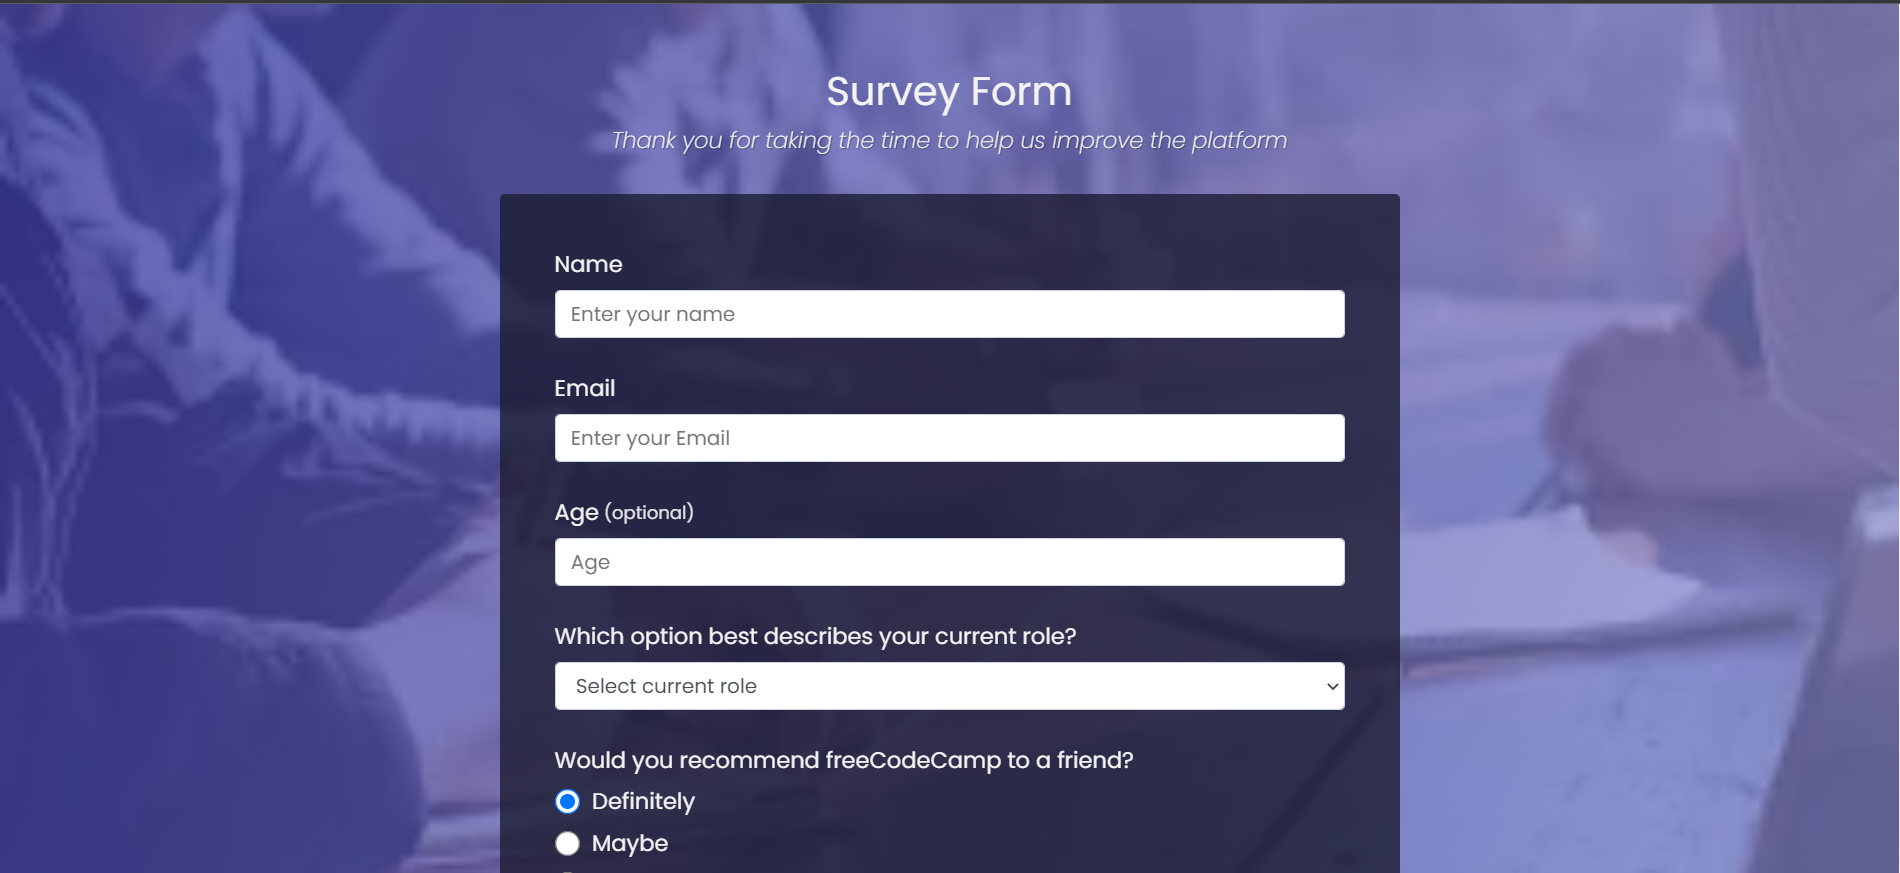 Survey Form
Thank you for taking the time to help us improve the platform
Name
Enter your name
Email
Enter your Email
Age (optional)
Age
Which option best describes your current role?
Select current role
Would you recommend freeCodeCamp to a friend?
Definitely
Maybe